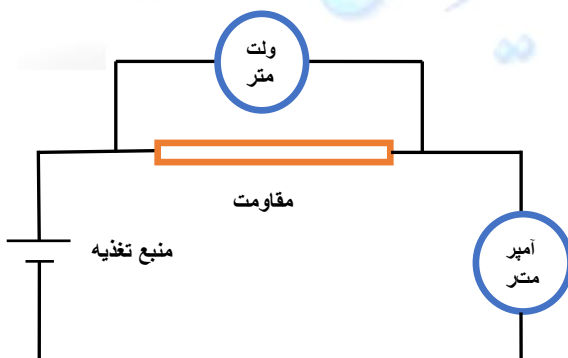 ولت
متر
مقاومت
منبع تغذیه
آمپر
متر